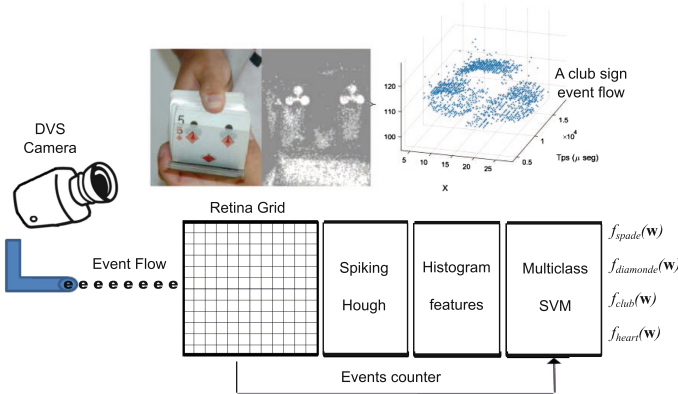 A club sign
event flow
130
120
110
100
Y
5
10
15
20
25
0.5
1
1.5
×10⁴
Tps (μ seg)
X
5
DVS
Camera
Retina Grid
Event Flow
e e e e e e e e
Spiking
Hough
Histogram
features
Multiclass
SVM
f_spade(w)
f_diamonde(w)
f_club(w)
f_heart(w)
Events counter